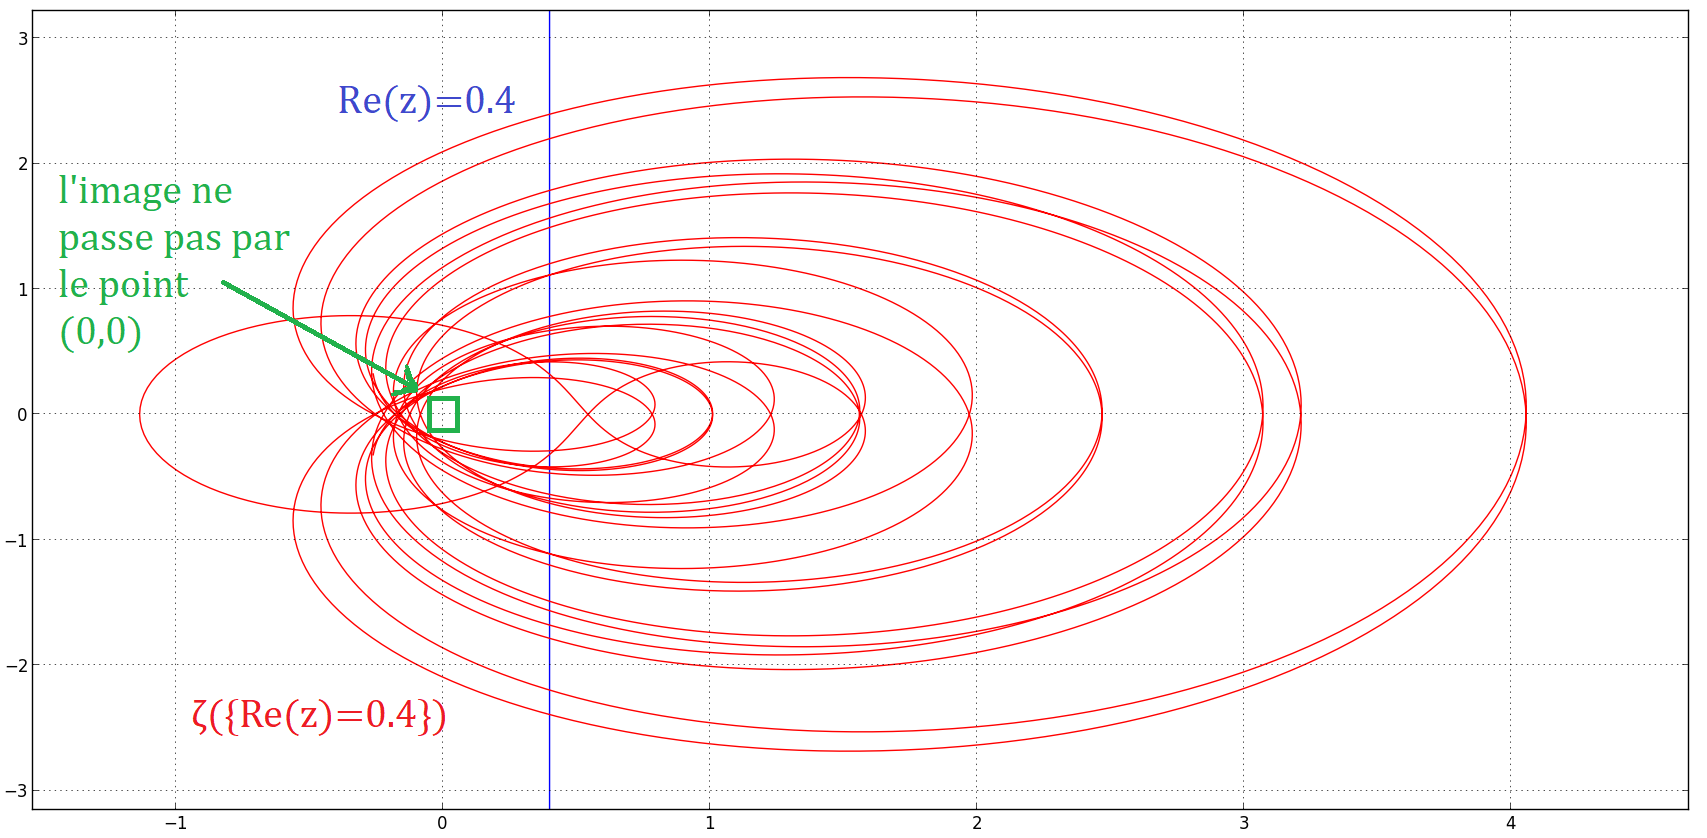 Re(z)=0.4
l'image ne
passe pas par
le point
(0,0)
ζ({Re(z)=0.4})
3
2
1
0
−1
−2
−3
−1
0
1
2
3
4